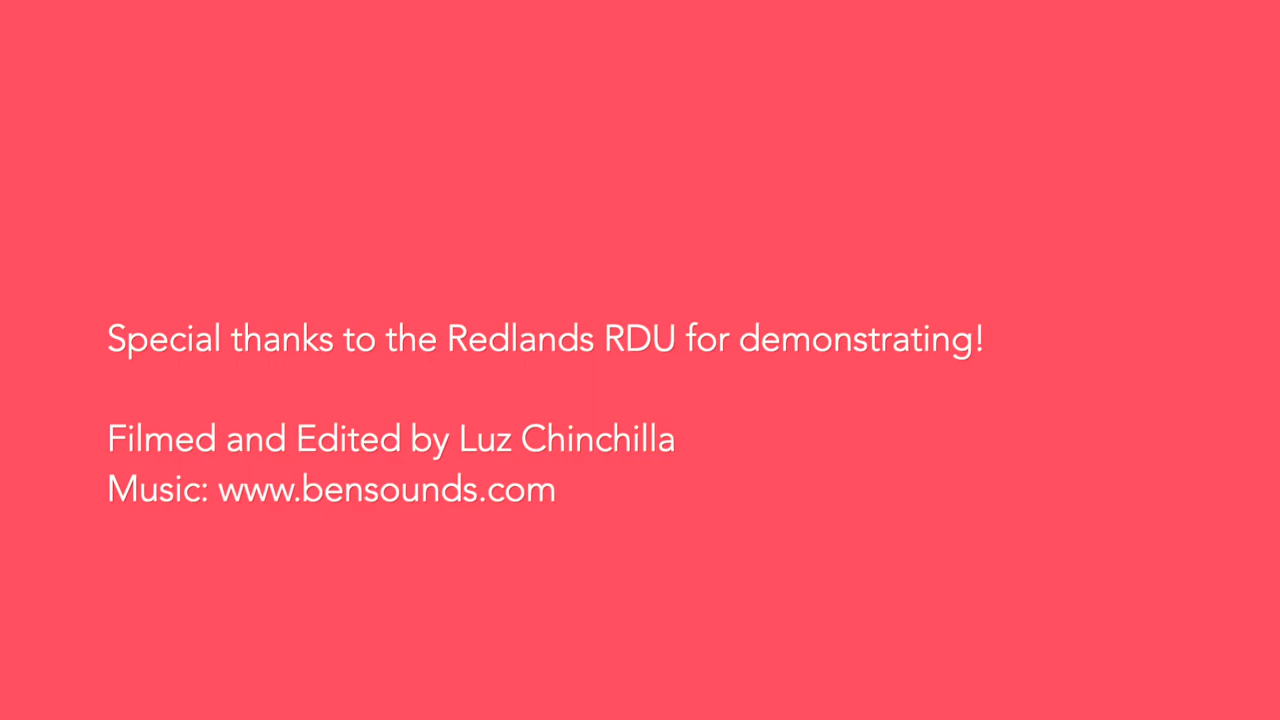 Special thanks to the Redlands RDU for demonstrating!
Filmed and Edited by Luz Chinchilla
Music: www.bensounds.com